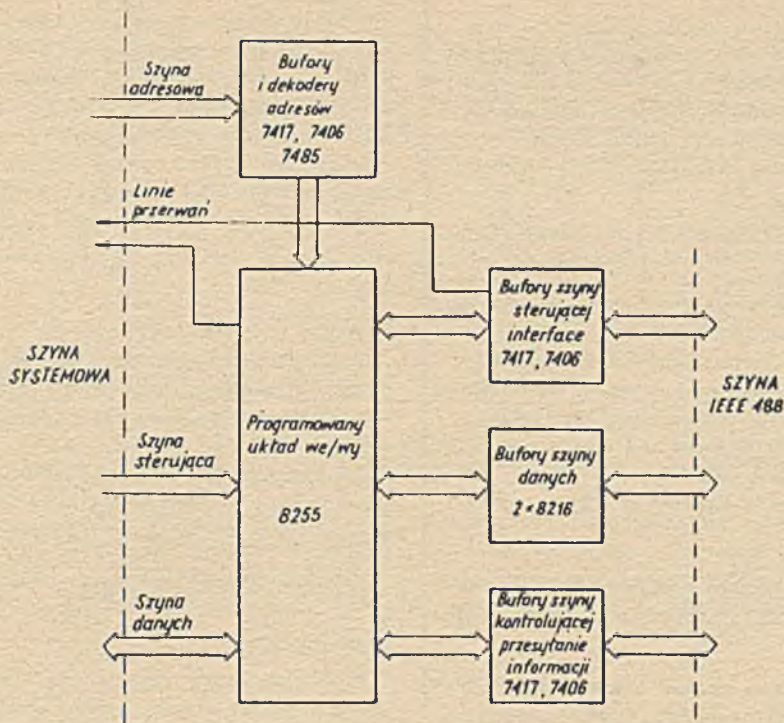 Szyna
adresowa
Bufory
i dekodery
adresów
7417, 7406
7485
Linie
przerwań
SZYNA
SYSTEMOWA
Bufory szyny
sterującej
interface
7417, 7406
SZYNA
IEEE 488
Szyna
sterująca
Programowany
układ we/wy
8255
Bufory szyny
danych
2×8216
Szyna
danych
Bufory szyny
kontrolującej
przesyłanie
informacji
7417, 7406